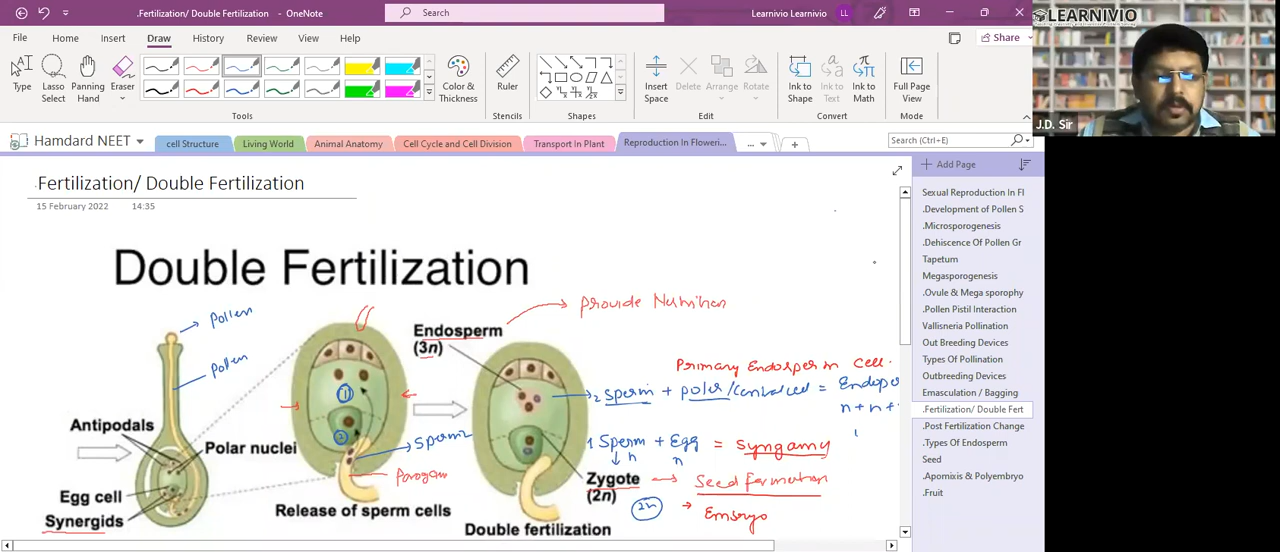 .Fertilization/ Double Fertilization - OneNote
Search
Learnivio Learnivio
LL
LEARNIVIO
File Home Insert Draw History Review View Help
Share
Type
Lasso Select
Panning Hand
Eraser
Color & Thickness
Ruler
Insert Space
Delete
Arrange
Rotate
Ink to Shape
Ink to Text
Ink to Math
Full Page View
Tools
Stencils
Shapes
Edit
Convert
Mode
J.D. Sir
Hamdard NEET
cell Structure
Living World
Animal Anatomy
Cell Cycle and Cell Division
Transport In Plant
Reproduction In Floweri...
...
Search (Ctrl+E)
.Fertilization/ Double Fertilization
15 February 2022 14:35
Double Fertilization
Pollen
Pollen
Antipodals
Polar nuclei
Egg cell
Synergids
1
2
Sperm
Release of sperm cells
Endosperm
(3n)
Provide Nutrition
Primary Endosperm cell.
2 Sperm + polar/Centralcell = Endoper
n + n +
1 Sperm + Egg = Syngamy
n n
Zygote
(2n)
Seed formation
2n
Embryo
Double fertilization
Add Page
Sexual Reproduction In Fl
.Development of Pollen S
.Microsporogenesis
.Dehiscence Of Pollen Gr
Tapetum
Megasporogenesis
.Ovule & Mega sporophy
.Pollen Pistil Interaction
Vallisneria Pollination
Out Breeding Devices
Types Of Pollination
Outbreeding Devices
Emasculation / Bagging
.Fertilization/ Double Fert
.Post Fertilization Change
.Types Of Endosperm
Seed
.Apomixis & Polyembryo
.Fruit